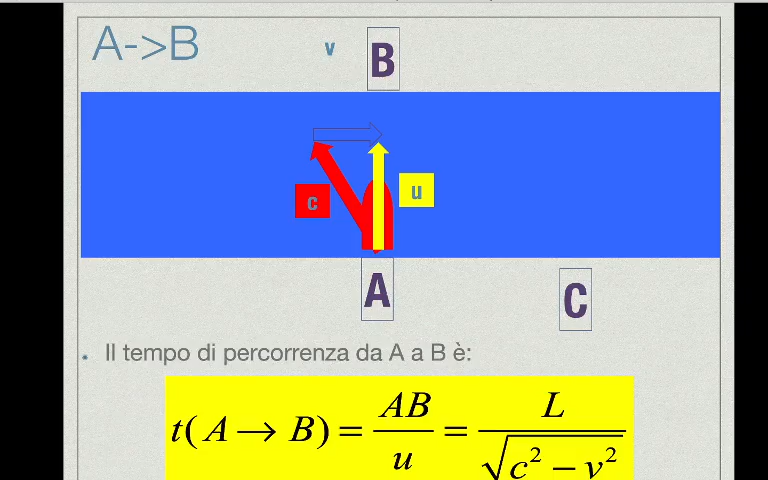 A->B
v
B
c
u
A
C
Il tempo di percorrenza da A a B è:
t(A → B) = AB/u = L/√(c² − v²)